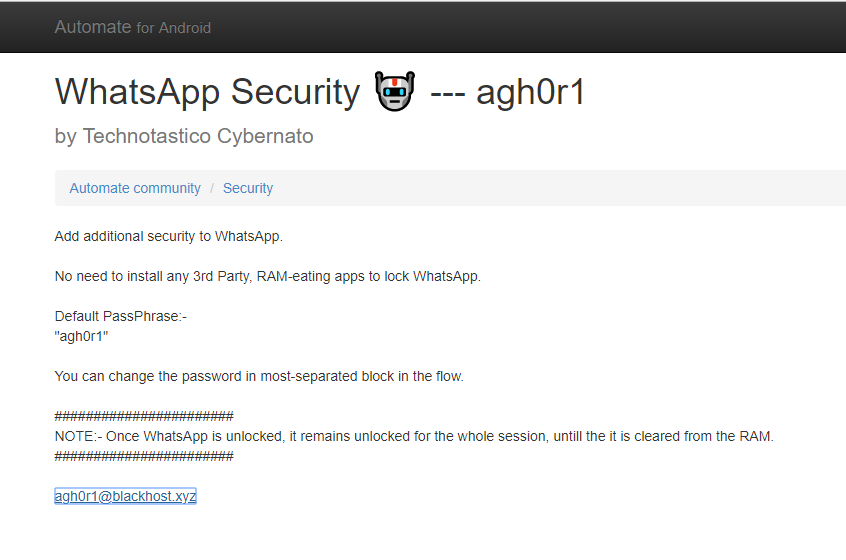 Automate for Android
WhatsApp Security 🤖 --- agh0r1
by Technotastico Cybernato
Automate community / Security
Add additional security to WhatsApp.
No need to install any 3rd Party, RAM-eating apps to lock WhatsApp.
Default PassPhrase:-
"agh0r1"
You can change the password in most-separated block in the flow.
#######################
NOTE:- Once WhatsApp is unlocked, it remains unlocked for the whole session, untill the it is cleared from the RAM.
#######################
agh0r1@blackhost.xyz